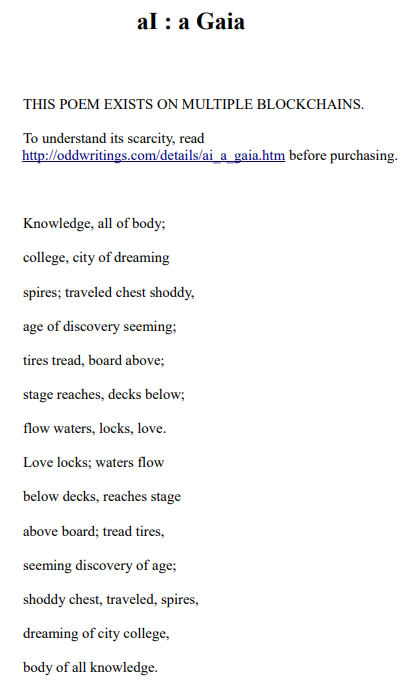 aI : a Gaia
THIS POEM EXISTS ON MULTIPLE BLOCKCHAINS.
To understand its scarcity, read
http://oddwritings.com/details/ai_a_gaia.htm before purchasing.
Knowledge, all of body;
college, city of dreaming
spires; traveled chest shoddy,
age of discovery seeming;
tires tread, board above;
stage reaches, decks below;
flow waters, locks, love.
Love locks; waters flow
below decks, reaches stage
above board; tread tires,
seeming discovery of age;
shoddy chest, traveled, spires,
dreaming of city college,
body of all knowledge.